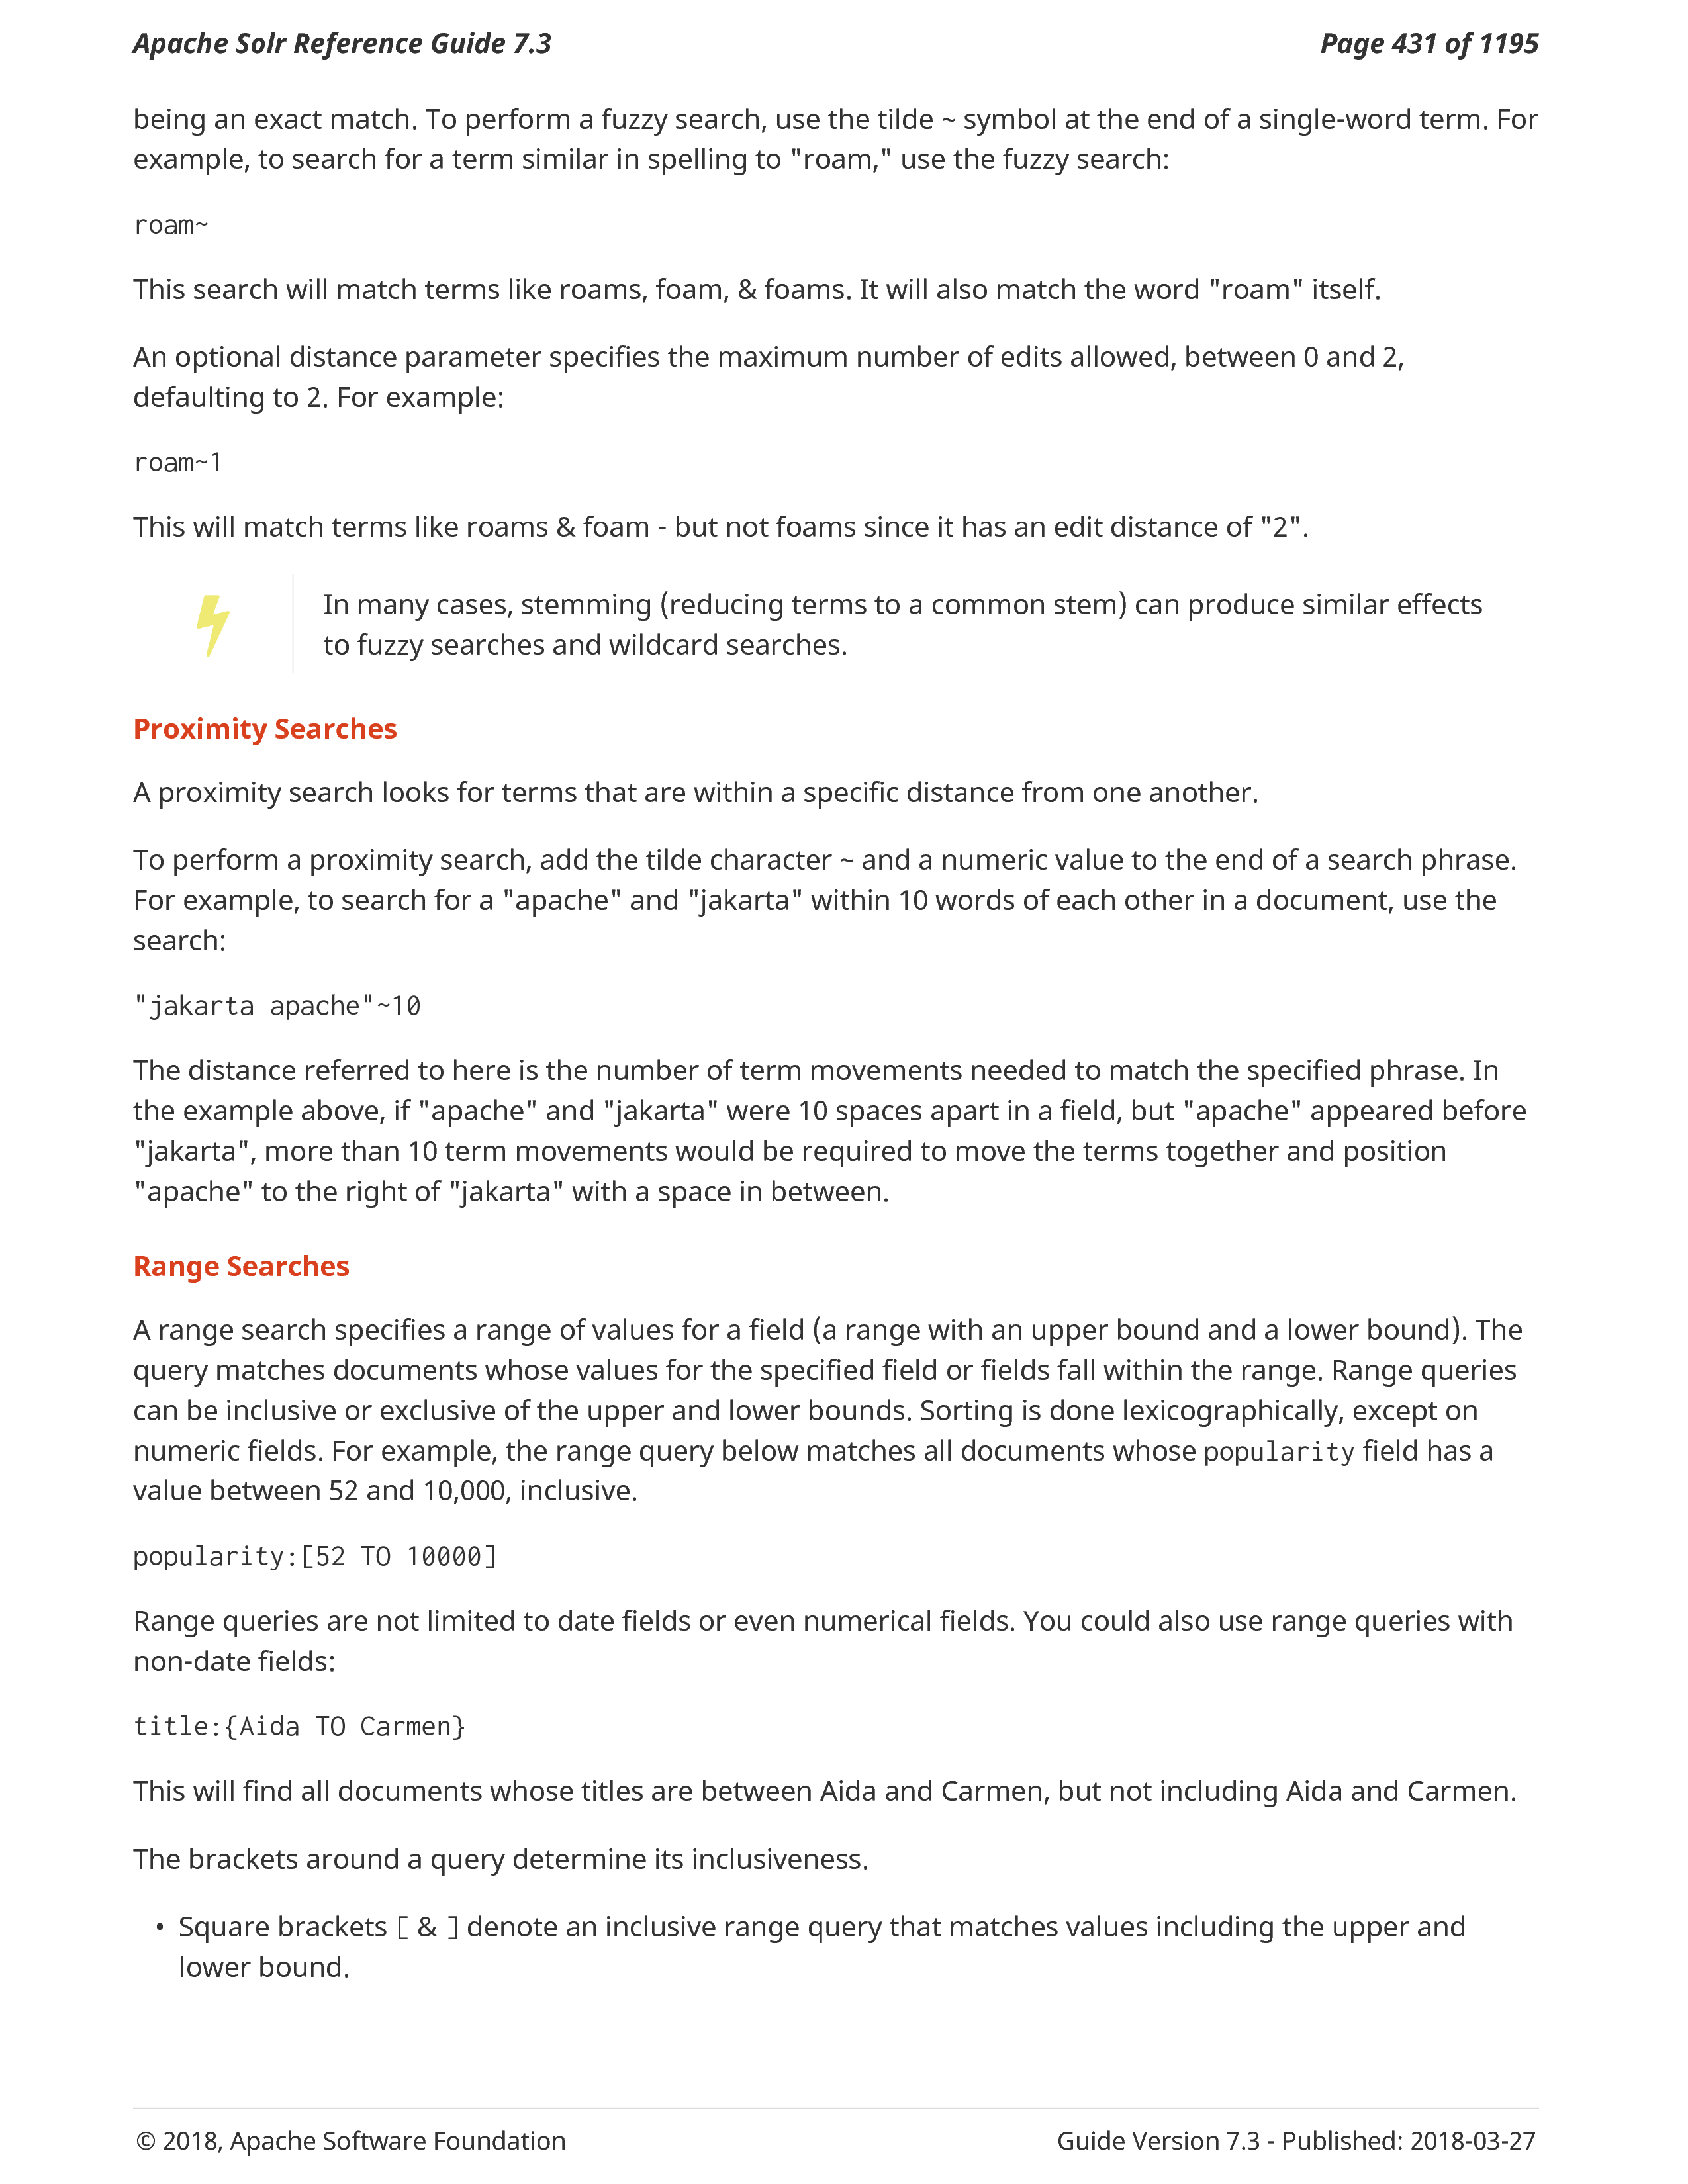 Apache Solr Reference Guide 7.3
Page 431 of 1195
being an exact match. To perform a fuzzy search, use the tilde ~ symbol at the end of a single-word term. For
example, to search for a term similar in spelling to "roam," use the fuzzy search:
roam~
This search will match terms like roams, foam, & foams. It will also match the word "roam" itself.
An optional distance parameter specifies the maximum number of edits allowed, between 0 and 2,
defaulting to 2. For example:
roam~1
This will match terms like roams & foam - but not foams since it has an edit distance of "2".
In many cases, stemming (reducing terms to a common stem) can produce similar effects
to fuzzy searches and wildcard searches.
Proximity Searches
A proximity search looks for terms that are within a specific distance from one another.
To perform a proximity search, add the tilde character ~ and a numeric value to the end of a search phrase.
For example, to search for a "apache" and "jakarta" within 10 words of each other in a document, use the
search:
"jakarta apache"~10
The distance referred to here is the number of term movements needed to match the specified phrase. In
the example above, if "apache" and "jakarta" were 10 spaces apart in a field, but "apache" appeared before
"jakarta", more than 10 term movements would be required to move the terms together and position
"apache" to the right of "jakarta" with a space in between.
Range Searches
A range search specifies a range of values for a field (a range with an upper bound and a lower bound). The
query matches documents whose values for the specified field or fields fall within the range. Range queries
can be inclusive or exclusive of the upper and lower bounds. Sorting is done lexicographically, except on
numeric fields. For example, the range query below matches all documents whose popularity field has a
value between 52 and 10,000, inclusive.
popularity:[52 TO 10000]
Range queries are not limited to date fields or even numerical fields. You could also use range queries with
non-date fields:
title:{Aida TO Carmen}
This will find all documents whose titles are between Aida and Carmen, but not including Aida and Carmen.
The brackets around a query determine its inclusiveness.
• Square brackets [ & ] denote an inclusive range query that matches values including the upper and
lower bound.
© 2018, Apache Software Foundation
Guide Version 7.3 - Published: 2018-03-27